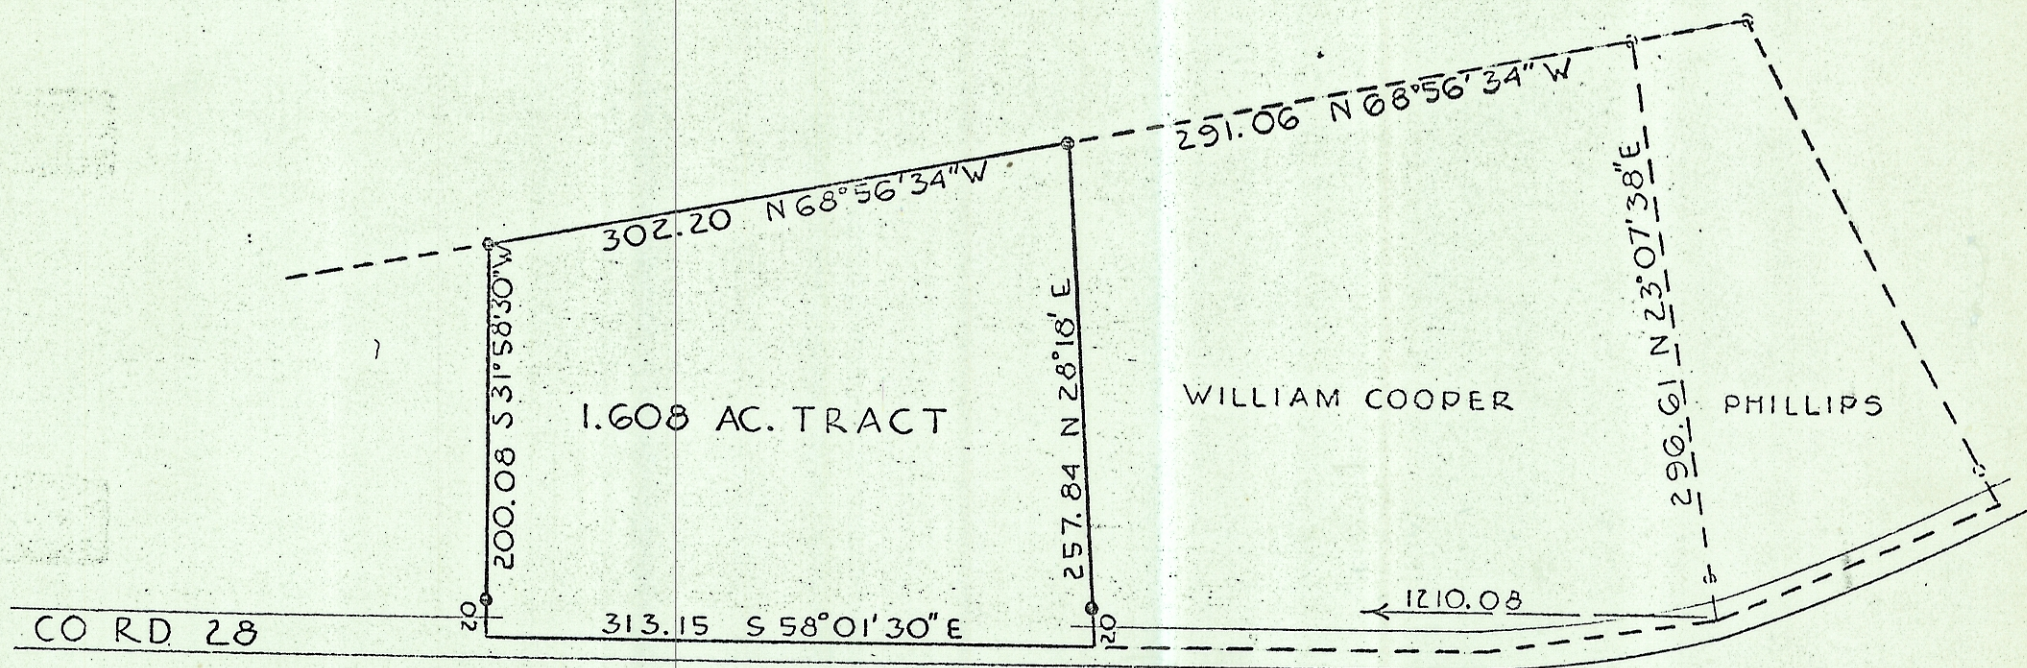 291.06 N 68°56'34" W
302.20 N 68°56'34" W
200.08 S 31°58'30" W
1.608 AC. TRACT
257.84 N 28°18' E
WILLIAM COOPER
296.61 N 23°07'38" E
PHILLIPS
1210.08
20
313.15 S 58°01'30" E
20
CO RD. 28